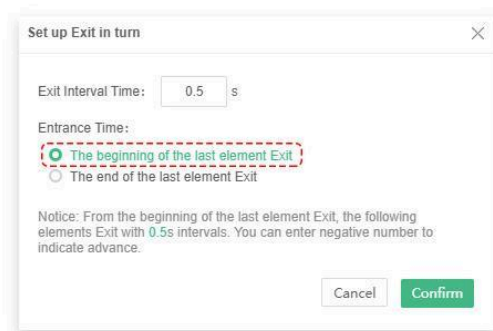 Set up Exit in turn
Exit Interval Time: 0.5 s
Entrance Time:
The beginning of the last element Exit
The end of the last element Exit
Notice: From the beginning of the last element Exit, the following
elements Exit with 0.5s intervals. You can enter negative number to
indicate advance.
Cancel Confirm